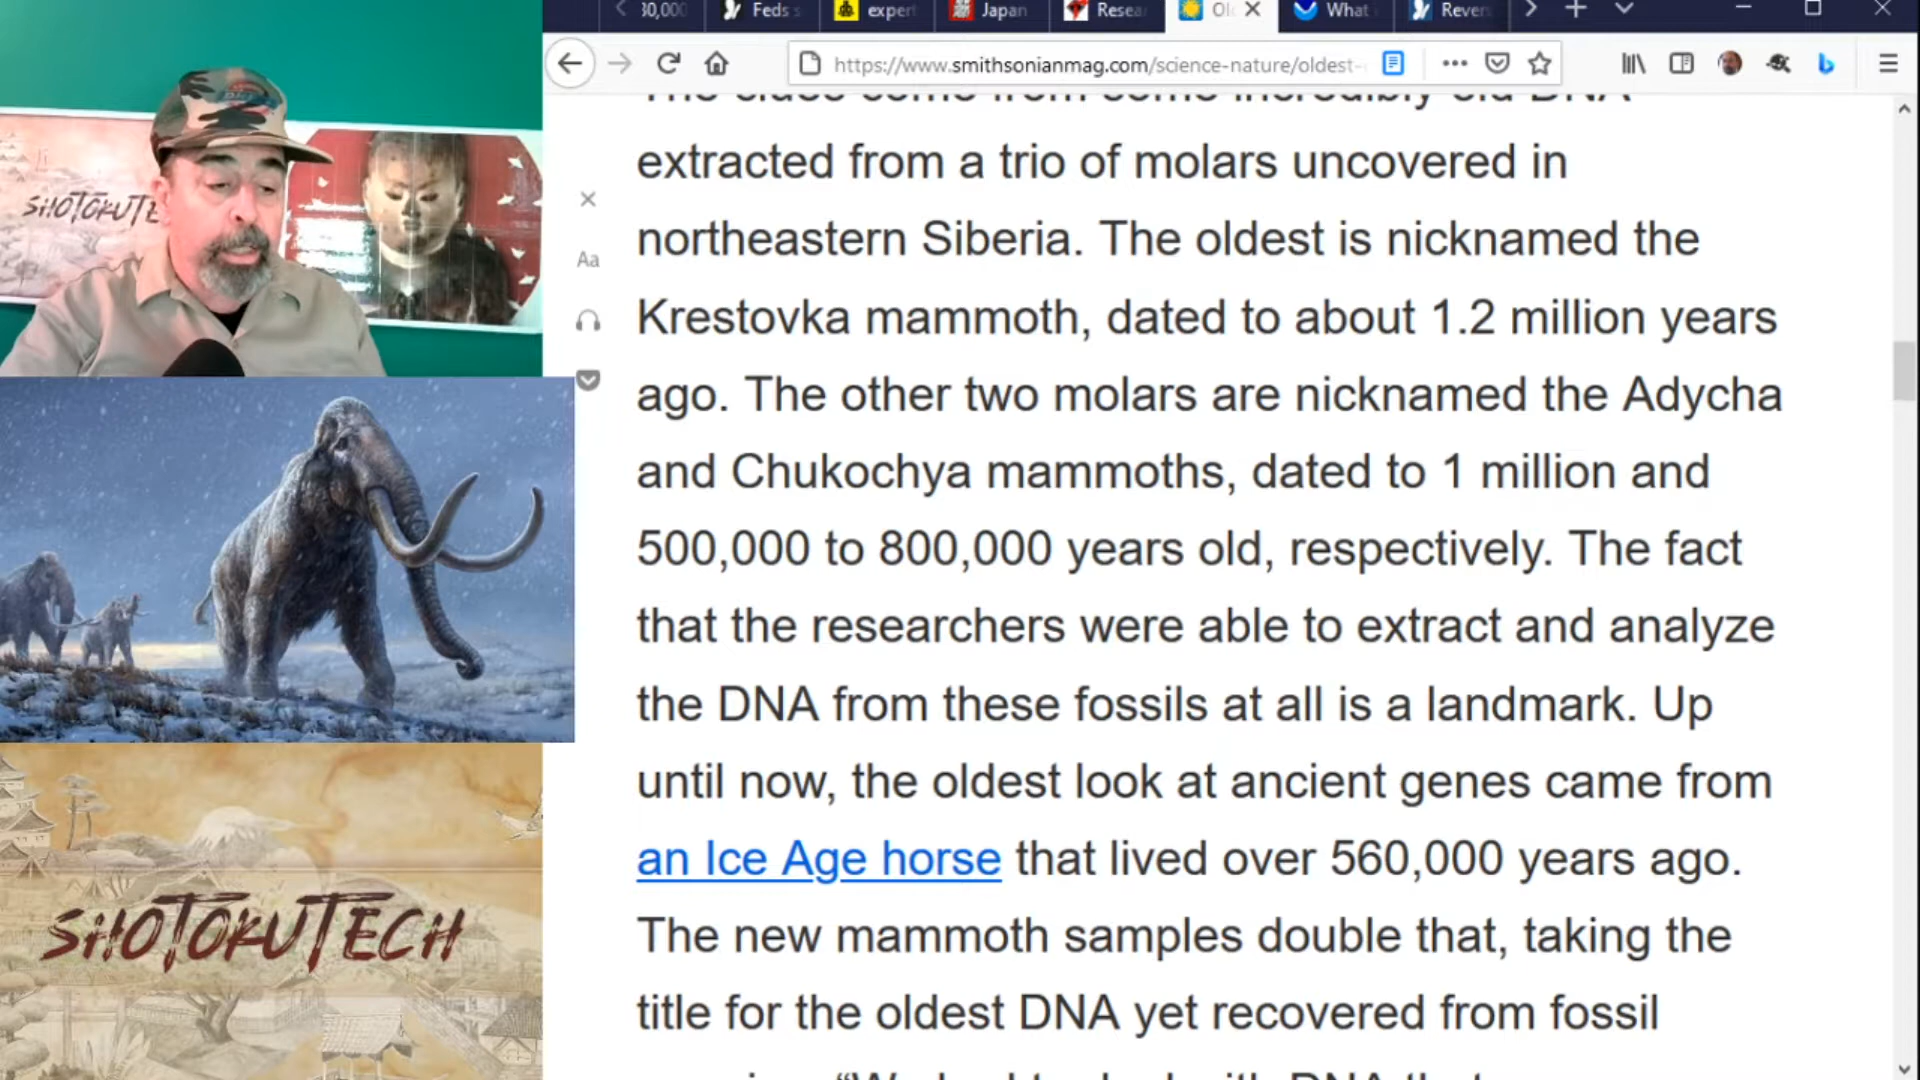 30,000
Feds
exper
Japan
Resea
Ol
What
Rever
https://www.smithsonianmag.com/science-nature/oldest-
extracted from a trio of molars uncovered in
northeastern Siberia. The oldest is nicknamed the
Krestovka mammoth, dated to about 1.2 million years
ago. The other two molars are nicknamed the Adycha
and Chukochya mammoths, dated to 1 million and
500,000 to 800,000 years old, respectively. The fact
that the researchers were able to extract and analyze
the DNA from these fossils at all is a landmark. Up
until now, the oldest look at ancient genes came from
an Ice Age horse that lived over 560,000 years ago.
The new mammoth samples double that, taking the
title for the oldest DNA yet recovered from fossil
Aa
SHOTOKUTE
SHOTOKUTECH